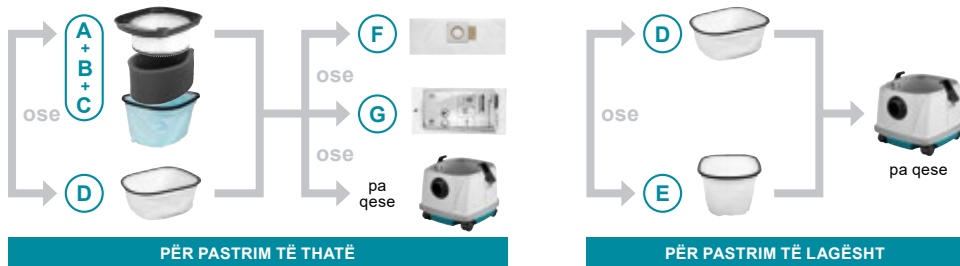 A
+
B
+
C
ose
D
F
ose
G
ose
pa
qese
PËR PASTRIM TË THATË
D
ose
E
pa qese
PËR PASTRIM TË LAGËSHT